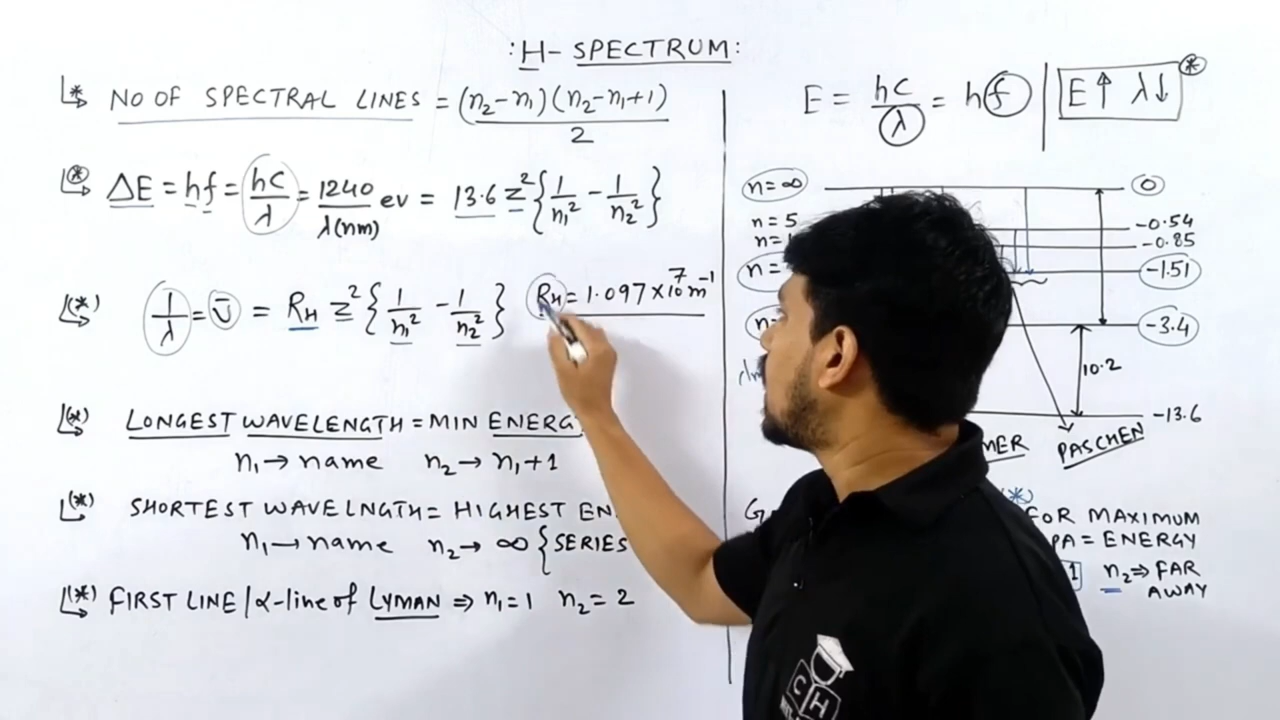 : H - SPECTRUM :
(*) NO OF SPECTRAL LINES = (n₂-n₁)(n₂-n₁+1) / 2
(*) ΔE = hf = hc/λ = 1240/λ(nm) ev = 13.6 z² {1/n₁² - 1/n₂²}
(*) 1/λ = ν̄ = R_H z² {1/n₁² - 1/n₂²} R_H = 1.097 × 10⁷ m⁻¹
(*) LONGEST WAVELENGTH = MIN ENERG
n₁ → name n₂ → n₁+1
(*) SHORTEST WAVELNGTH = HIGHEST EN
n₁ → name n₂ → ∞ {SERIES
(*) FIRST LINE / α-line of LYMAN ⇒ n₁=1 n₂=2
E = hc/λ = hf | E↑ λ↓ (*)
n=∞ 0
n=5 -0.54
n= -0.85
n= -1.51
n= -3.4
10.2
-13.6
MER PASCHEN
(*)
FOR MAXIMUM
PA = ENERGY
1 n₂ ⇒ FAR
AWAY
C H